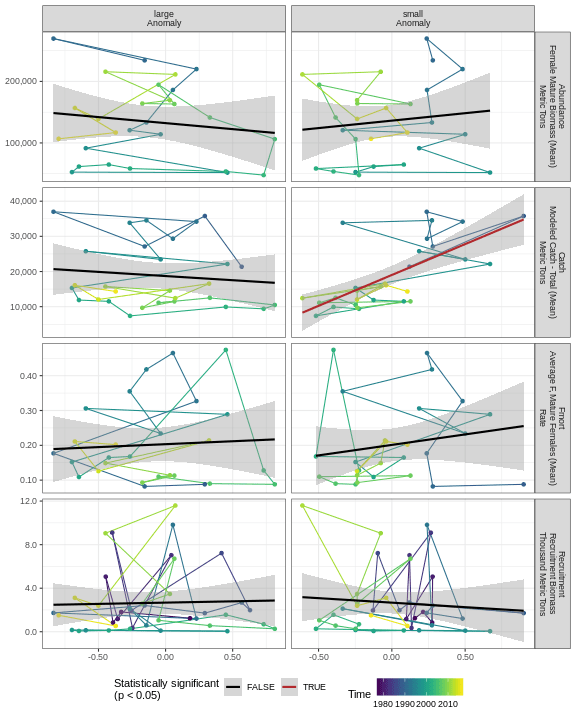 large
Anomaly
small
Anomaly
200,000
100,000
Abundance
Female Mature Biomass (Mean)
Metric Tons
40,000
30,000
20,000
10,000
Catch
Modeled Catch - Total (Mean)
Metric Tons
0.40
0.30
0.20
0.10
Fmort
Average F, Mature Females (Mean)
Rate
12.0
8.0
4.0
0.0
Recruitment
Recruitment Biomass
Thousand Metric Tons
-0.50 0.00 0.50
-0.50 0.00 0.50
Statistically significant
(p < 0.05)
FALSE
TRUE
Time
1980 1990 2000 2010